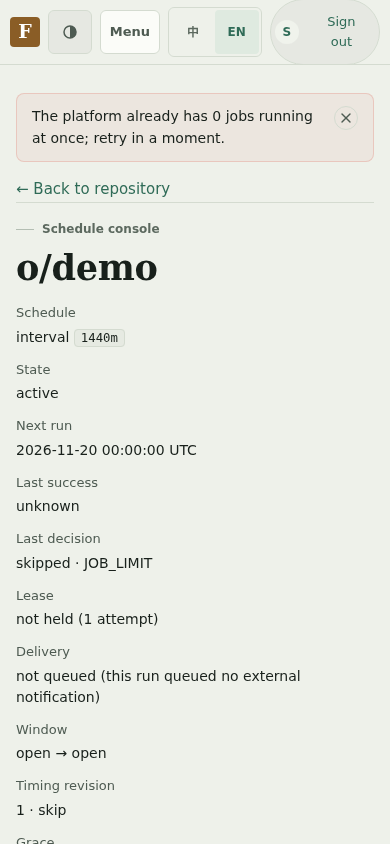 F
Menu
中
EN
S
Sign
out
The platform already has 0 jobs running
at once; retry in a moment.
← Back to repository
Schedule console
o/demo
Schedule
interval 1440m
State
active
Next run
2026-11-20 00:00:00 UTC
Last success
unknown
Last decision
skipped · JOB_LIMIT
Lease
not held (1 attempt)
Delivery
not queued (this run queued no external
notification)
Window
open → open
Timing revision
1 · skip
Grace